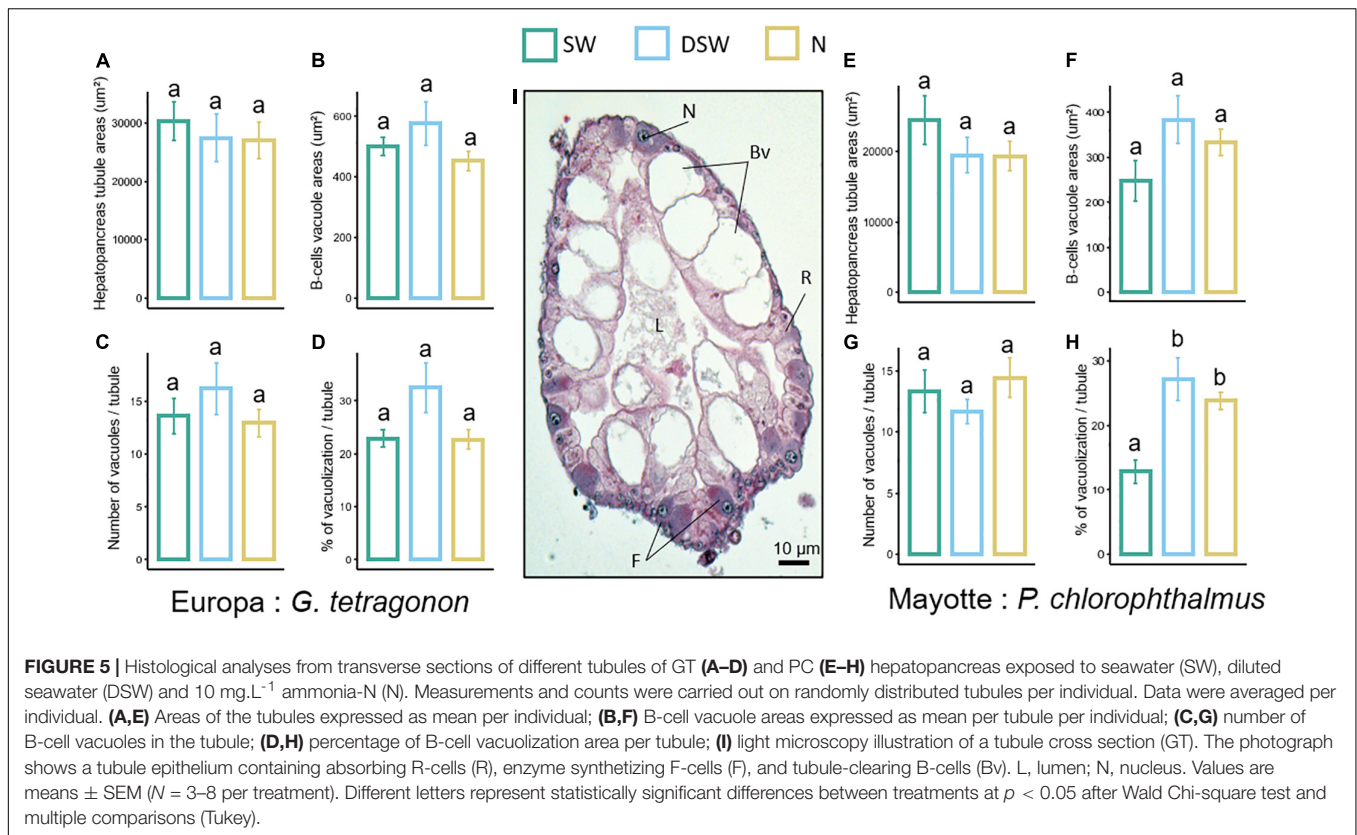 SW DSW N
A
Hepatopancreas tubule areas (um²)
30000
20000
10000
0
a a a
B
B-cells vacuole areas (um²)
600
400
200
0
a a a
C
Number of vacuoles / tubule
15
10
5
0
a a a
D
% of vacuolization / tubule
30
20
10
0
a a a
Europa : G. tetragonon
I
N
Bv
R
L
F
10 µm
E
Hepatopancreas tubule areas (um²)
20000
10000
0
a a a
F
B-cells vacuole areas (um²)
400
300
200
100
0
a a a
G
Number of vacuoles / tubule
15
10
5
0
a a a
H
% of vacuolization / tubule
30
20
10
0
a b b
Mayotte : P. chlorophthalmus
FIGURE 5 | Histological analyses from transverse sections of different tubules of GT (A–D) and PC (E–H) hepatopancreas exposed to seawater (SW), diluted
seawater (DSW) and 10 mg.L-1 ammonia-N (N). Measurements and counts were carried out on randomly distributed tubules per individual. Data were averaged per
individual. (A,E) Areas of the tubules expressed as mean per individual; (B,F) B-cell vacuole areas expressed as mean per tubule per individual; (C,G) number of
B-cell vacuoles in the tubule; (D,H) percentage of B-cell vacuolization area per tubule; (I) light microscopy illustration of a tubule cross section (GT). The photograph
shows a tubule epithelium containing absorbing R-cells (R), enzyme synthetizing F-cells (F), and tubule-clearing B-cells (Bv). L, lumen; N, nucleus. Values are
means ± SEM (N = 3–8 per treatment). Different letters represent statistically significant differences between treatments at p < 0.05 after Wald Chi-square test and
multiple comparisons (Tukey).